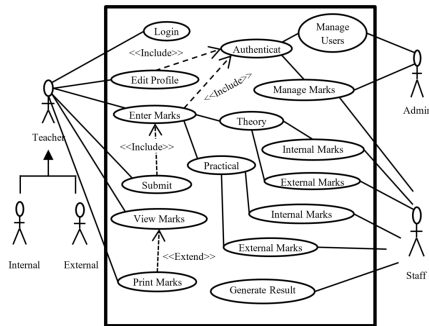 Login
Manage
Users
<<Include>>
Authenticat
Edit Profile
<<Include>>
Manage Marks
Admin
Enter Marks
Theory
Teacher
<<Include>>
Internal Marks
Practical
External Marks
Submit
View Marks
Internal Marks
<<Extend>>
External Marks
Internal
External
Staff
Print Marks
Generate Result